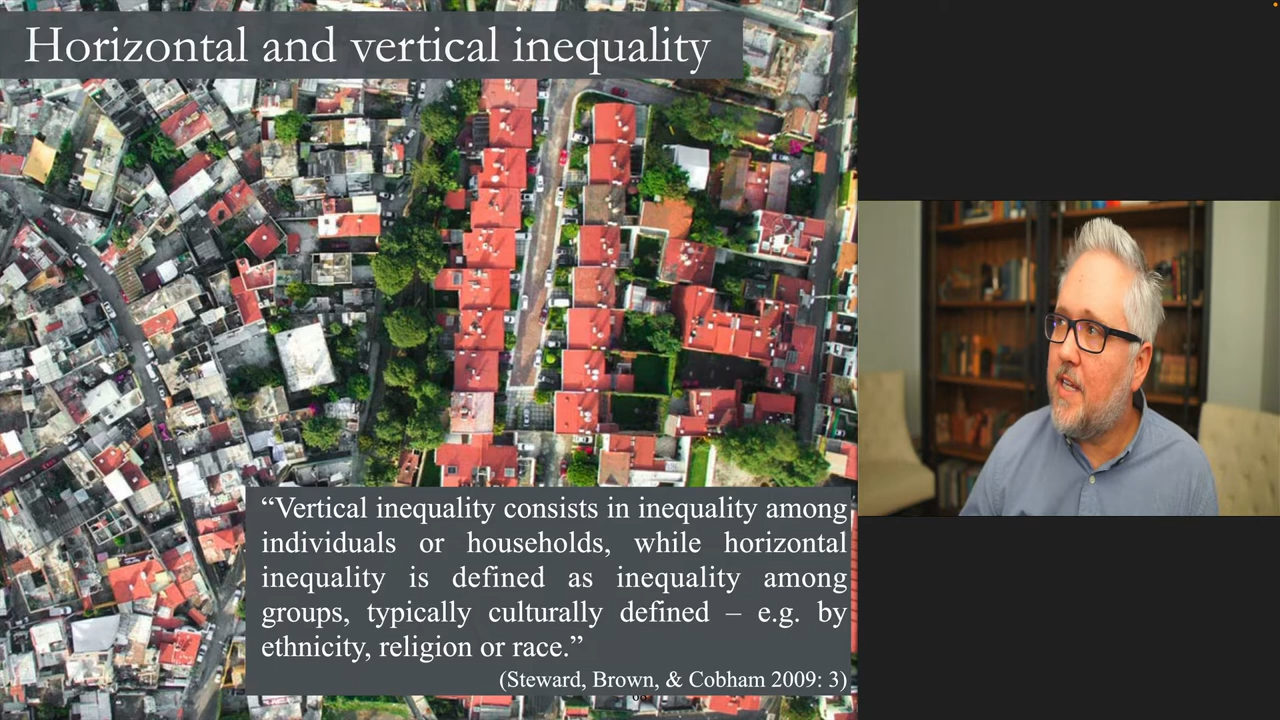 Horizontal and vertical inequality
“Vertical inequality consists in inequality among
individuals or households, while horizontal
inequality is defined as inequality among
groups, typically culturally defined – e.g. by
ethnicity, religion or race.”
(Steward, Brown, & Cobham 2009: 3)